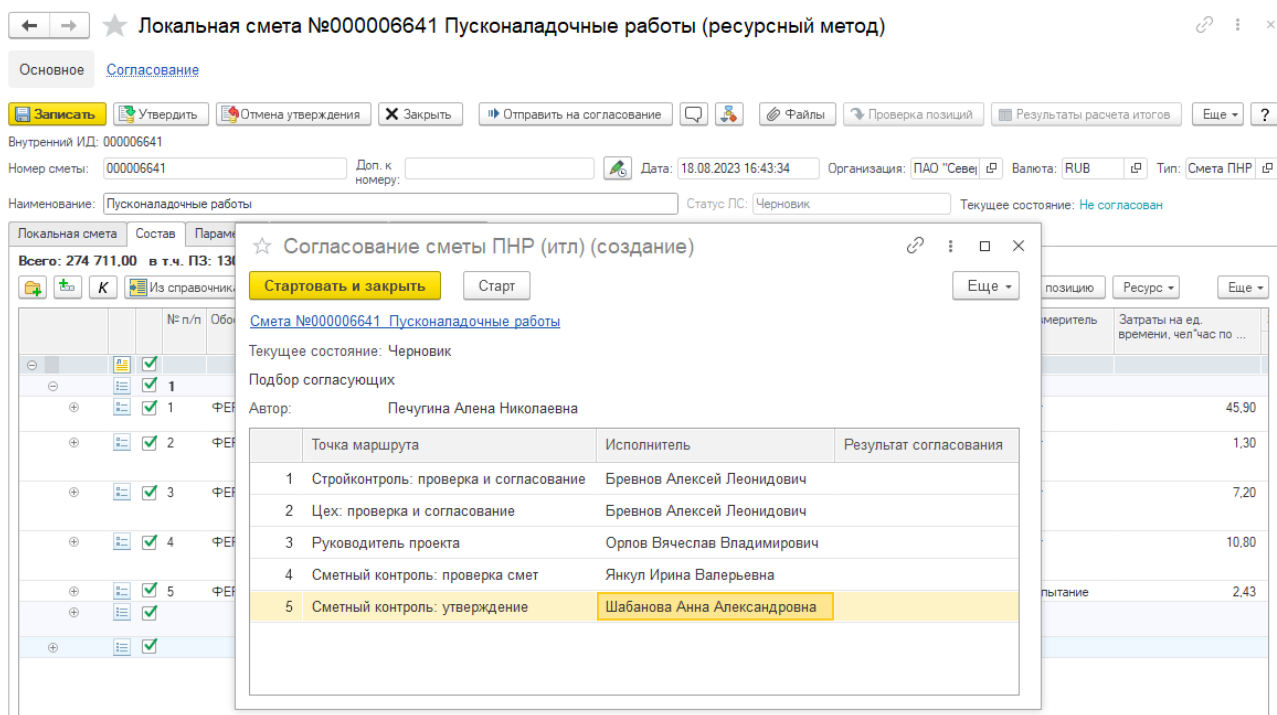 Локальная смета №000006641 Пусконаладочные работы (ресурсный метод)
Основное Согласование
Записать Утвердить Отмена утверждения Закрыть Отправить на согласование Файлы Проверка позиций Результаты расчета итогов Еще ?
Внутренний ИД: 000006641
Номер сметы: 000006641 Доп. к номеру: Дата: 18.08.2023 16:43:34 Организация: ПАО "Севе Валюта: RUB Тип: Смета ПНР
Наименование: Пусконаладочные работы Статус ЛС: Черновик Текущее состояние: Не согласован
Локальная смета Состав Параме
Всего: 274 711,00 в т.ч. ПЗ: 130
К Из справочник позицию Ресурс Еще
№ п/п Обо измеритель Затраты на ед. времени, чел*час по ...
1
1 ФЕР 45,90
2 ФЕР 1,30
3 ФЕР 7,20
4 ФЕР 10,80
5 ФЕР пытание 2,43
Согласование сметы ПНР (итл) (создание)
Стартовать и закрыть Старт Еще
Смета №000006641 Пусконаладочные работы
Текущее состояние: Черновик
Подбор согласующих
Автор: Печугина Алена Николаевна
Точка маршрута Исполнитель Результат согласования
1 Стройконтроль: проверка и согласование Бревнов Алексей Леонидович
2 Цех: проверка и согласование Бревнов Алексей Леонидович
3 Руководитель проекта Орлов Вячеслав Владимирович
4 Сметный контроль: проверка смет Янкул Ирина Валерьевна
5 Сметный контроль: утверждение Шабанова Анна Александровна